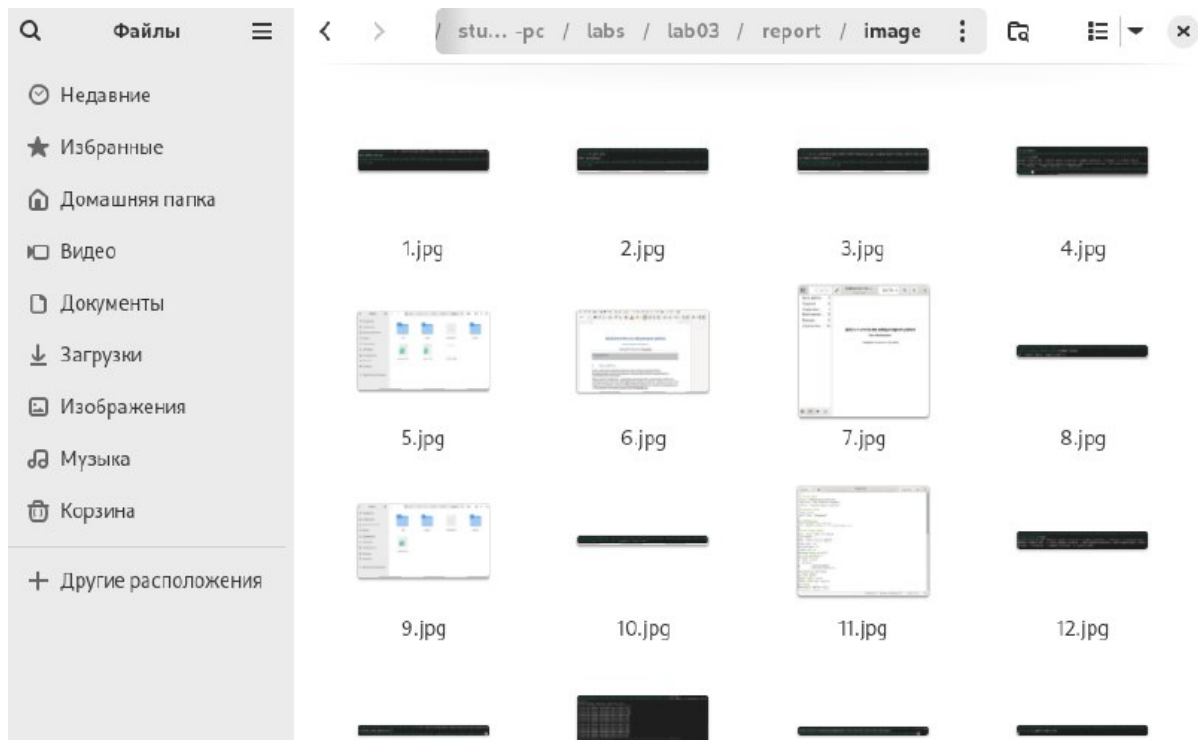 Файлы
/ stu... -pc / labs / lab03 / report / image
Недавние
Избранные
Домашняя папка
Видео
Документы
Загрузки
Изображения
Музыка
Корзина
+ Другие расположения
1.jpg 2.jpg 3.jpg 4.jpg
5.jpg 6.jpg 7.jpg 8.jpg
9.jpg 10.jpg 11.jpg 12.jpg